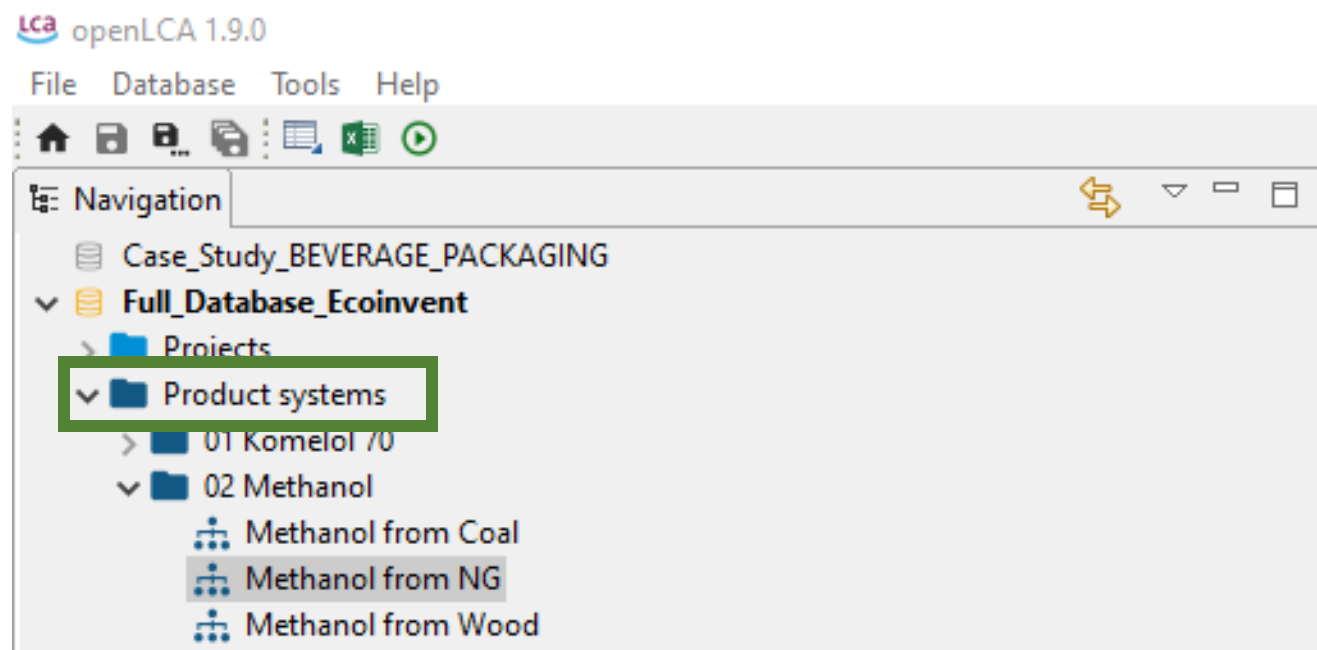 LCa openLCA 1.9.0
File Database Tools Help
Navigation
Case_Study_BEVERAGE_PACKAGING
Full_Database_Ecoinvent
Projects
Product systems
01 Komelol 70
02 Methanol
Methanol from Coal
Methanol from NG
Methanol from Wood